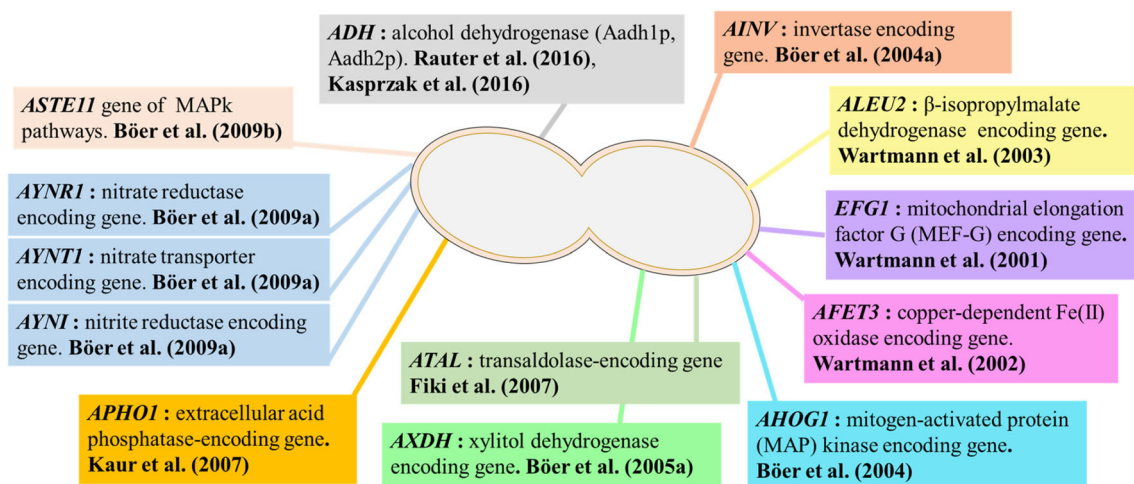 ADH : alcohol dehydrogenase (Aadh1p,
Aadh2p). Rauter et al. (2016),
Kasprzak et al. (2016)
AINV : invertase encoding
gene. Böer et al. (2004a)
ASTE11 gene of MAPk
pathways. Böer et al. (2009b)
ALEU2 : β-isopropylmalate
dehydrogenase encoding gene.
Wartmann et al. (2003)
AYNR1 : nitrate reductase
encoding gene. Böer et al. (2009a)
EFG1 : mitochondrial elongation
factor G (MEF-G) encoding gene.
Wartmann et al. (2001)
AYNT1 : nitrate transporter
encoding gene. Böer et al. (2009a)
AYNI : nitrite reductase encoding
gene. Böer et al. (2009a)
AFET3 : copper-dependent Fe(II)
oxidase encoding gene.
Wartmann et al. (2002)
ATAL : transaldolase-encoding gene
Fiki et al. (2007)
APHO1 : extracellular acid
phosphatase-encoding gene.
Kaur et al. (2007)
AXDH : xylitol dehydrogenase
encoding gene. Böer et al. (2005a)
AHOG1 : mitogen-activated protein
(MAP) kinase encoding gene.
Böer et al. (2004)